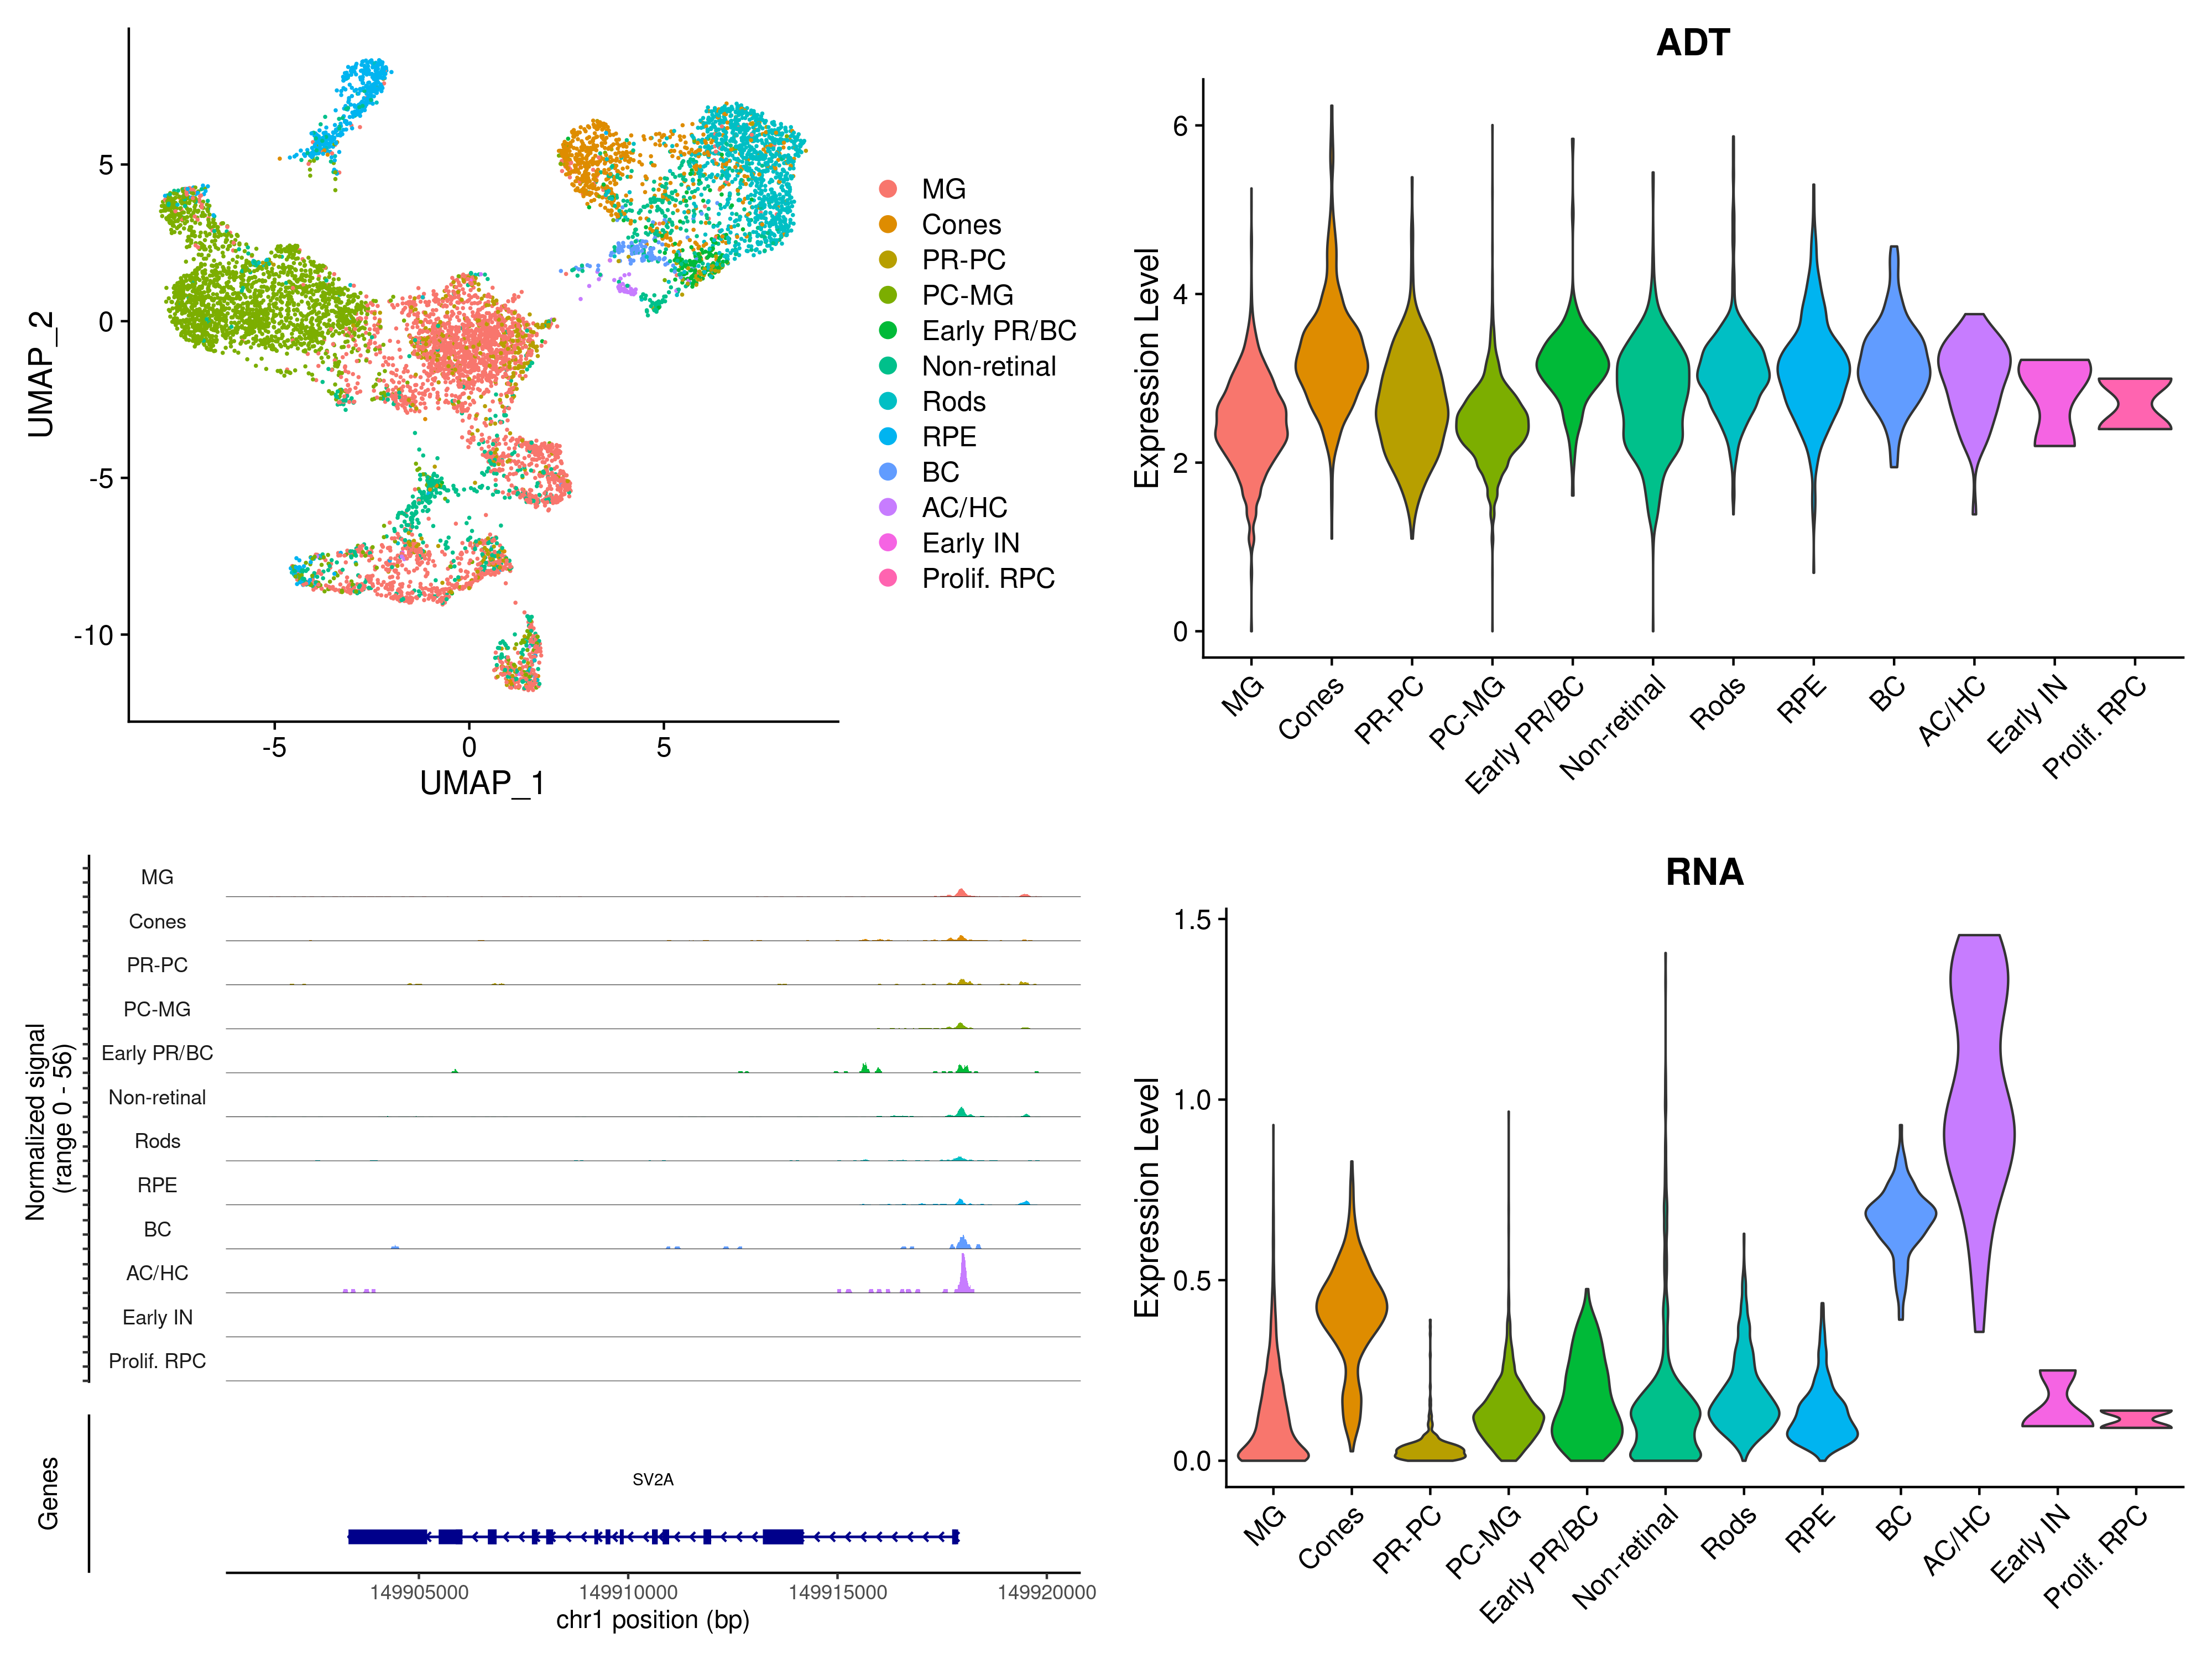 UMAP_2
5
0
-5
-10
-5
0
5
UMAP_1
MG
Cones
PR-PC
PC-MG
Early PR/BC
Non-retinal
Rods
RPE
BC
AC/HC
Early IN
Prolif. RPC
ADT
Expression Level
6
4
2
0
MG
Cones
PR-PC
PC-MG
Early PR/BC
Non-retinal
Rods
RPE
BC
AC/HC
Early IN
Prolif. RPC
Normalized signal
(range 0 - 56)
MG
Cones
PR-PC
PC-MG
Early PR/BC
Non-retinal
Rods
RPE
BC
AC/HC
Early IN
Prolif. RPC
Genes
SV2A
149905000
149910000
149915000
149920000
chr1 position (bp)
RNA
Expression Level
1.5
1.0
0.5
0.0
MG
Cones
PR-PC
PC-MG
Early PR/BC
Non-retinal
Rods
RPE
BC
AC/HC
Early IN
Prolif. RPC